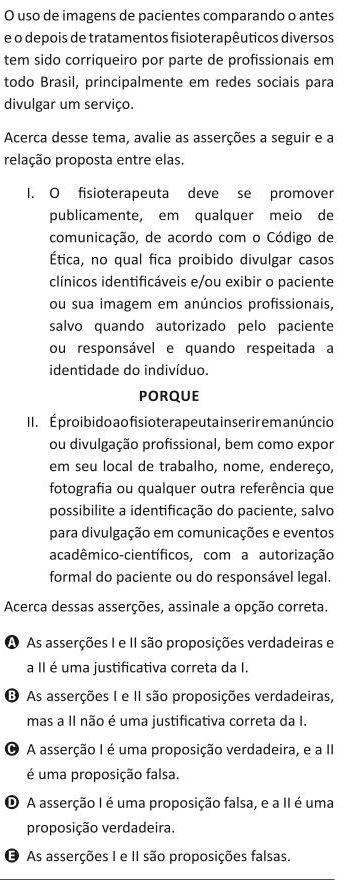 O uso de imagens de pacientes comparando o antes
e o depois de tratamentos fisioterapêuticos diversos
tem sido corriqueiro por parte de profissionais em
todo Brasil, principalmente em redes sociais para
divulgar um serviço.
Acerca desse tema, avalie as asserções a seguir e a
relação proposta entre elas.
I. O fisioterapeuta deve se promover
publicamente, em qualquer meio de
comunicação, de acordo com o Código de
Ética, no qual fica proibido divulgar casos
clínicos identificáveis e/ou exibir o paciente
ou sua imagem em anúncios profissionais,
salvo quando autorizado pelo paciente
ou responsável e quando respeitada a
identidade do indivíduo.
PORQUE
II. É proibido ao fisioterapeuta inserir em anúncio
ou divulgação profissional, bem como expor
em seu local de trabalho, nome, endereço,
fotografia ou qualquer outra referência que
possibilite a identificação do paciente, salvo
para divulgação em comunicações e eventos
acadêmico-científicos, com a autorização
formal do paciente ou do responsável legal.
Acerca dessas asserções, assinale a opção correta.
A As asserções I e II são proposições verdadeiras e
a II é uma justificativa correta da I.
B As asserções I e II são proposições verdadeiras,
mas a II não é uma justificativa correta da I.
C A asserção I é uma proposição verdadeira, e a II
é uma proposição falsa.
D A asserção I é uma proposição falsa, e a II é uma
proposição verdadeira.
E As asserções I e II são proposições falsas.